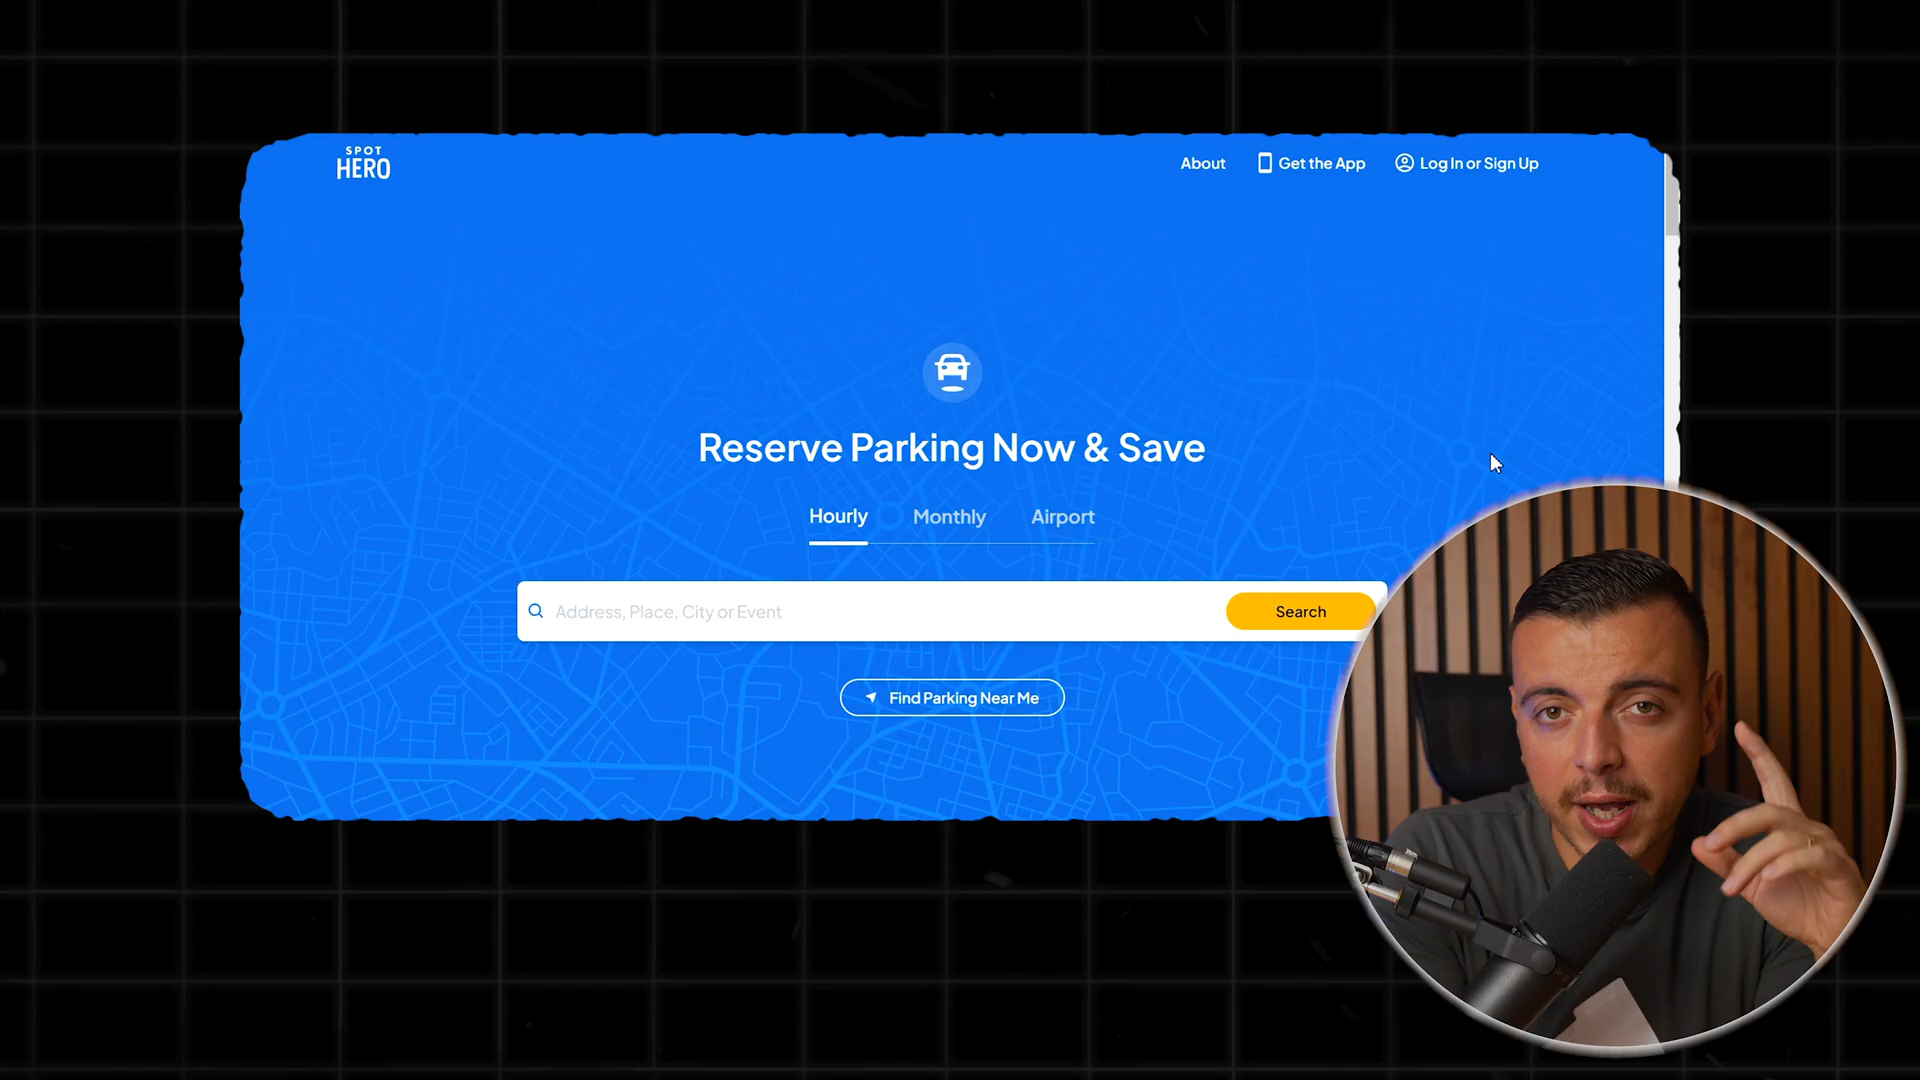 SPOT
HERO
About
Get the App
Log In or Sign Up
Reserve Parking Now & Save
Hourly
Monthly
Airport
Address, Place, City or Event
Search
Find Parking Near Me